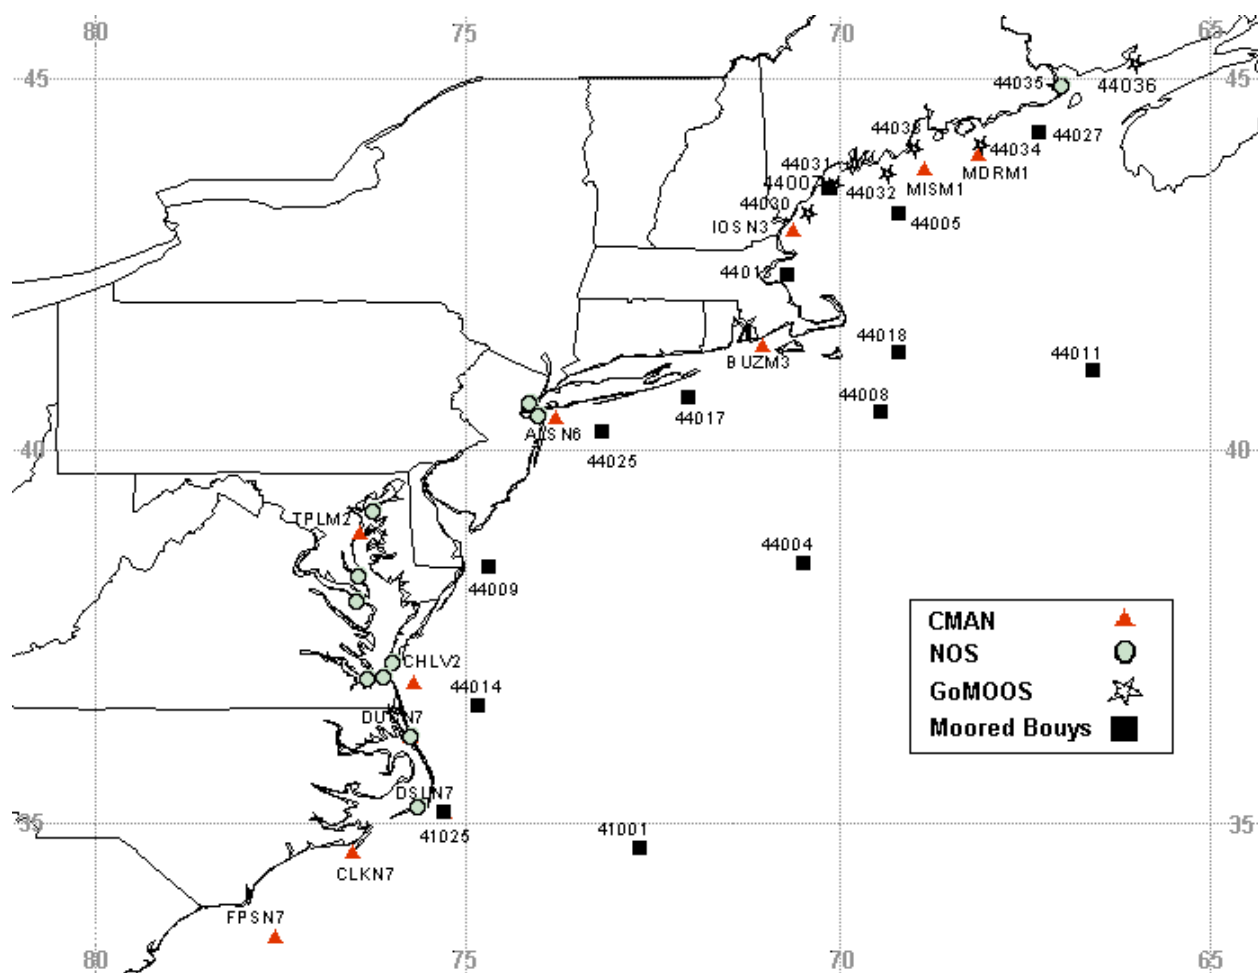 80 75 70 65
45 44035 45
44036
44033 44027
44034
44031 MDRM1
44007 44032 MISM1
44030
IOSN3 44005
44013
44018 44011
BUZM3
44008
44017
ALSN6
40 44025 40
TPLM2
44004
44009
CMAN
NOS
CHLV2
44014 GoMOOS
DUCN7 Moored Bouys
DSLN7
35 41025 41001 35
CLKN7
FPSN7
80 75 70 65